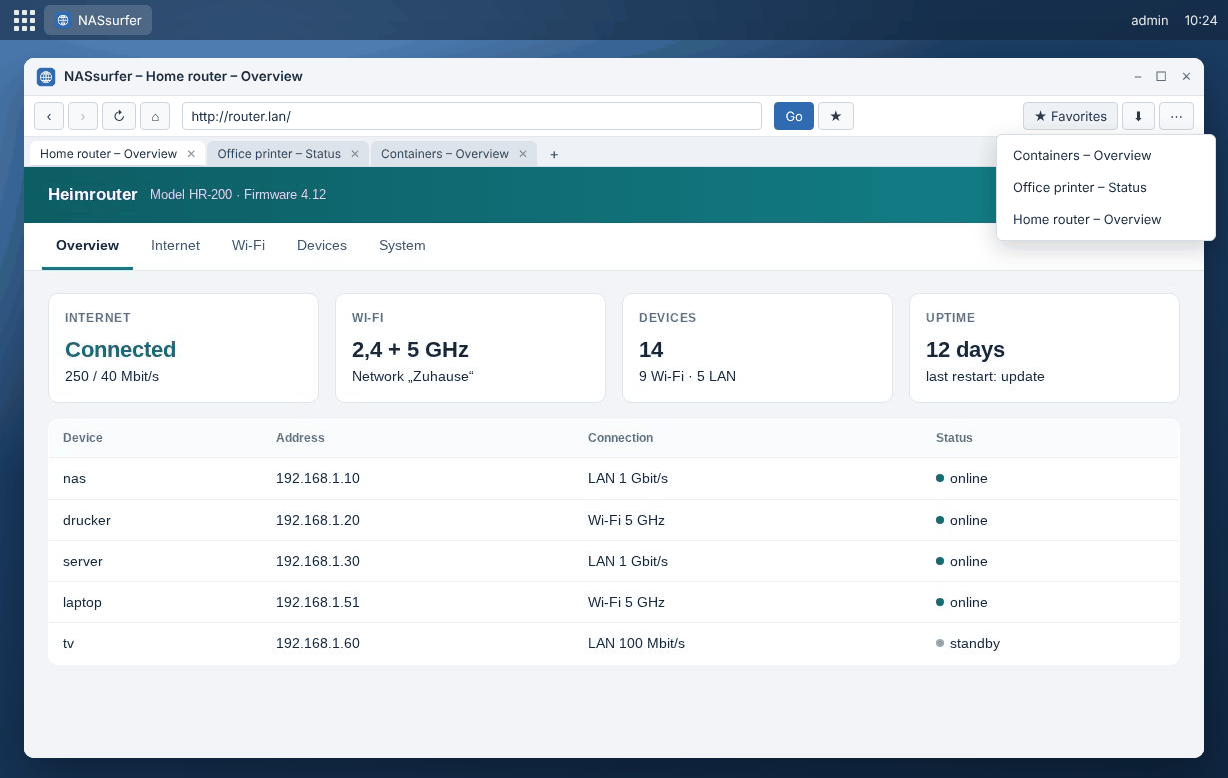 NASsurfer
admin 10:24
NASsurfer – Home router – Overview
http://router.lan/
Go
★ Favorites
Home router – Overview
Office printer – Status
Containers – Overview
Containers – Overview
Office printer – Status
Home router – Overview
Heimrouter Model HR-200 · Firmware 4.12
Overview Internet Wi-Fi Devices System
INTERNET
Connected
250 / 40 Mbit/s
WI-FI
2,4 + 5 GHz
Network „Zuhause“
DEVICES
14
9 Wi-Fi · 5 LAN
UPTIME
12 days
last restart: update
Device Address Connection Status
nas 192.168.1.10 LAN 1 Gbit/s online
drucker 192.168.1.20 Wi-Fi 5 GHz online
server 192.168.1.30 LAN 1 Gbit/s online
laptop 192.168.1.51 Wi-Fi 5 GHz online
tv 192.168.1.60 LAN 100 Mbit/s standby